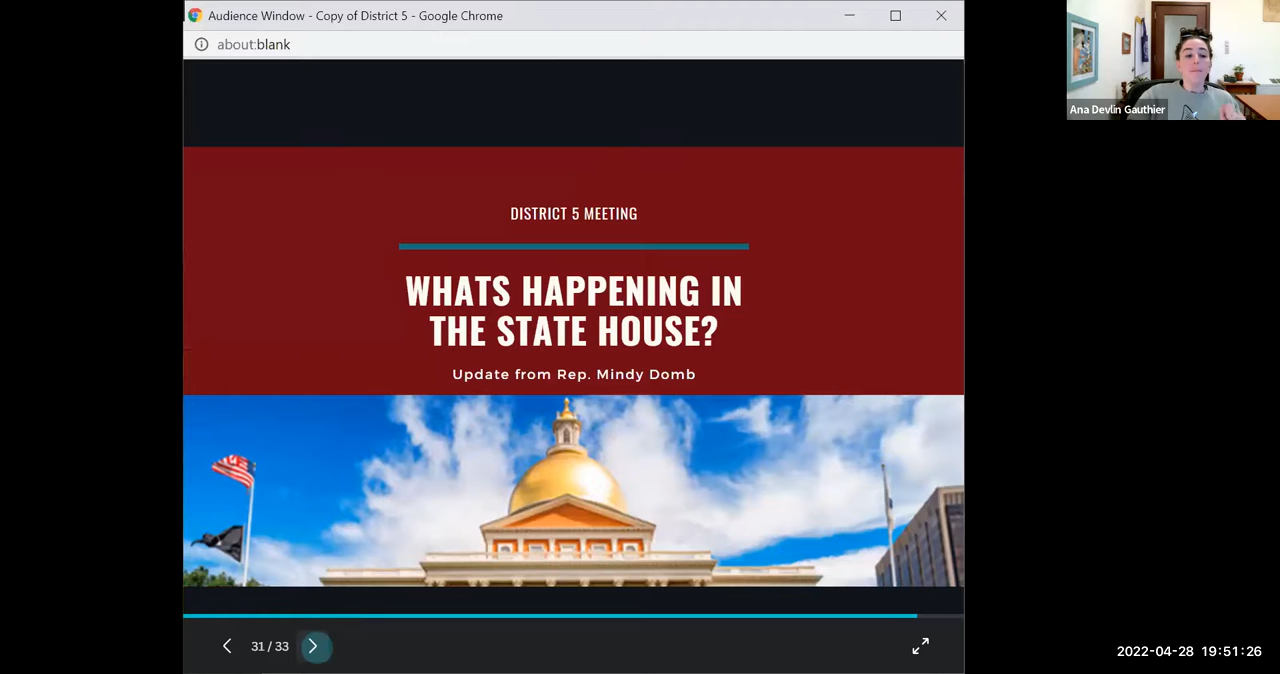 Audience Window - Copy of District 5 - Google Chrome
about:blank
Ana Devlin Gauthier
DISTRICT 5 MEETING
WHATS HAPPENING IN
THE STATE HOUSE?
Update from Rep. Mindy Domb
31 / 33
2022-04-28 19:51:26